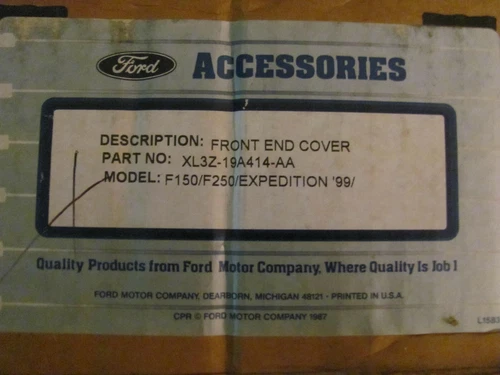 Ford ACCESSORIES
DESCRIPTION: FRONT END COVER
PART NO: XL3Z-19A414-AA
MODEL: F150/F250/EXPEDITION '99/
Quality Products from Ford Motor Company, Where Quality Is Job 1
FORD MOTOR COMPANY, DEARBORN, MICHIGAN 48121 - PRINTED IN U.S.A.
CPR © FORD MOTOR COMPANY 1987